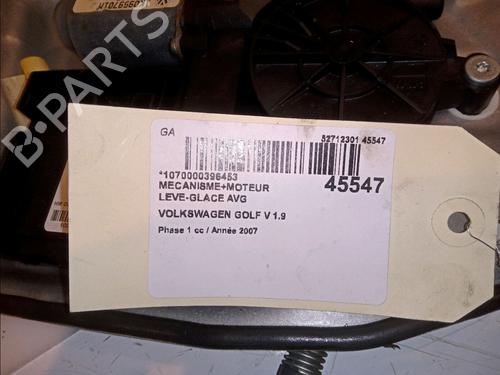 GA
52712301 45547
*1070000396453
MECANISME+MOTEUR
45547
LEVE-GLACE AVG
VOLKSWAGEN GOLF V 1.9
Phase 1 cc / Année 2007
B-PARTS